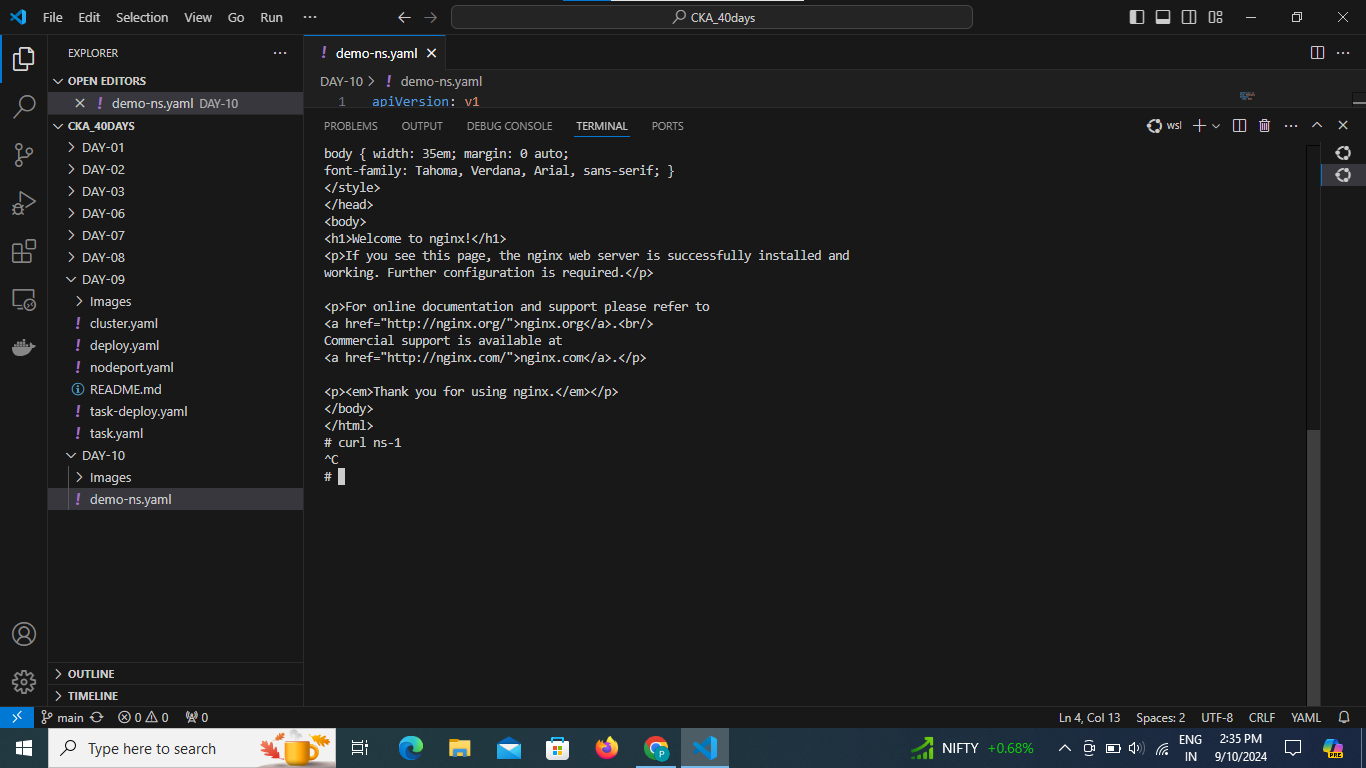 File Edit Selection View Go Run ···
CKA_40days
EXPLORER
OPEN EDITORS
demo-ns.yaml DAY-10
CKA_40DAYS
DAY-01
DAY-02
DAY-03
DAY-06
DAY-07
DAY-08
DAY-09
Images
cluster.yaml
deploy.yaml
nodeport.yaml
README.md
task-deploy.yaml
task.yaml
DAY-10
Images
demo-ns.yaml
OUTLINE
TIMELINE
demo-ns.yaml
DAY-10 > ! demo-ns.yaml
1 apiVersion: v1
PROBLEMS OUTPUT DEBUG CONSOLE TERMINAL PORTS
wsl
body { width: 35em; margin: 0 auto;
font-family: Tahoma, Verdana, Arial, sans-serif; }
</style>
</head>
<body>
<h1>Welcome to nginx!</h1>
<p>If you see this page, the nginx web server is successfully installed and
working. Further configuration is required.</p>
<p>For online documentation and support please refer to
<a href="http://nginx.org/">nginx.org</a>.<br/>
Commercial support is available at
<a href="http://nginx.com/">nginx.com</a>.</p>
<p><em>Thank you for using nginx.</em></p>
</body>
</html>
# curl ns-1
^C
#
main 0 0 0
Ln 4, Col 13 Spaces: 2 UTF-8 CRLF YAML
Type here to search
NIFTY +0.68%
ENG
IN
2:35 PM
9/10/2024
PRE